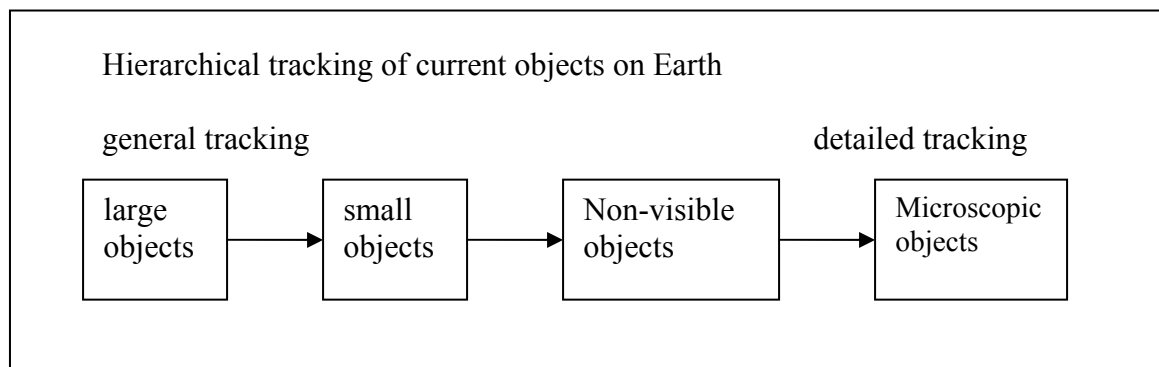 Hierarchical tracking of current objects on Earth
general tracking
detailed tracking
large
objects
small
objects
Non-visible
objects
Microscopic
objects